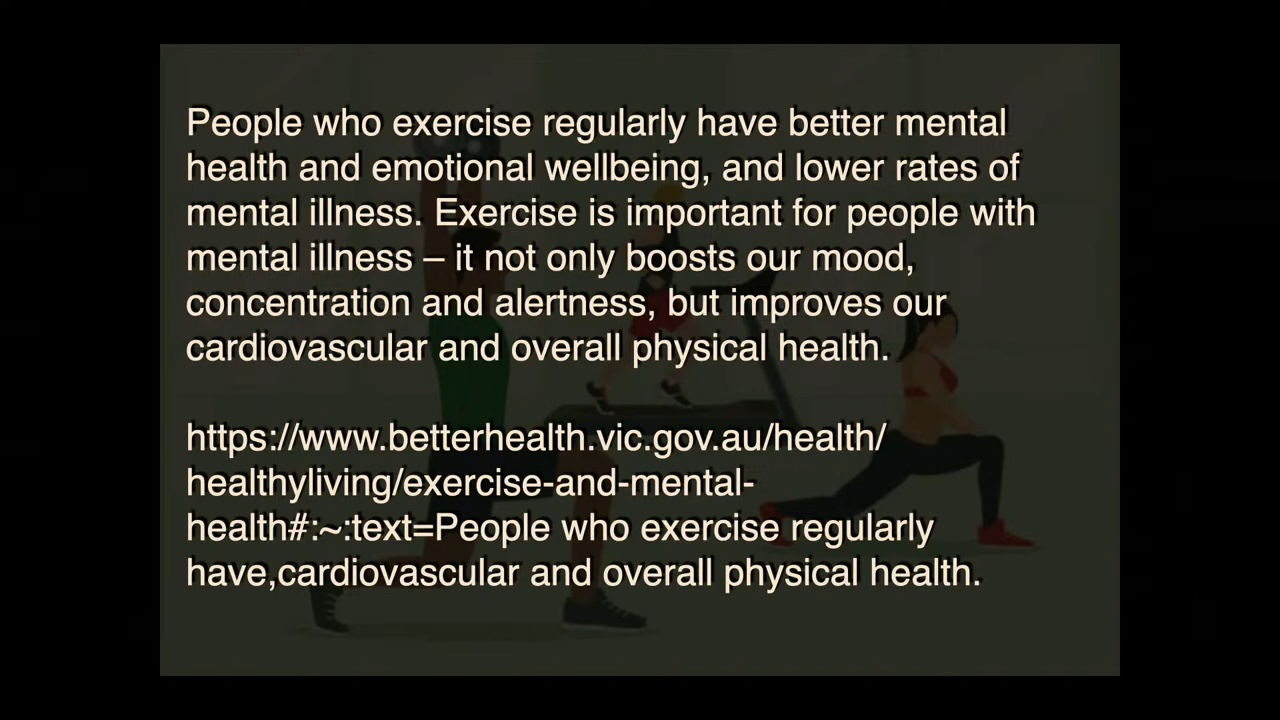 People who exercise regularly have better mental
health and emotional wellbeing, and lower rates of
mental illness. Exercise is important for people with
mental illness – it not only boosts our mood,
concentration and alertness, but improves our
cardiovascular and overall physical health.
https://www.betterhealth.vic.gov.au/health/
healthyliving/exercise-and-mental-
health#:~:text=People who exercise regularly
have,cardiovascular and overall physical health.